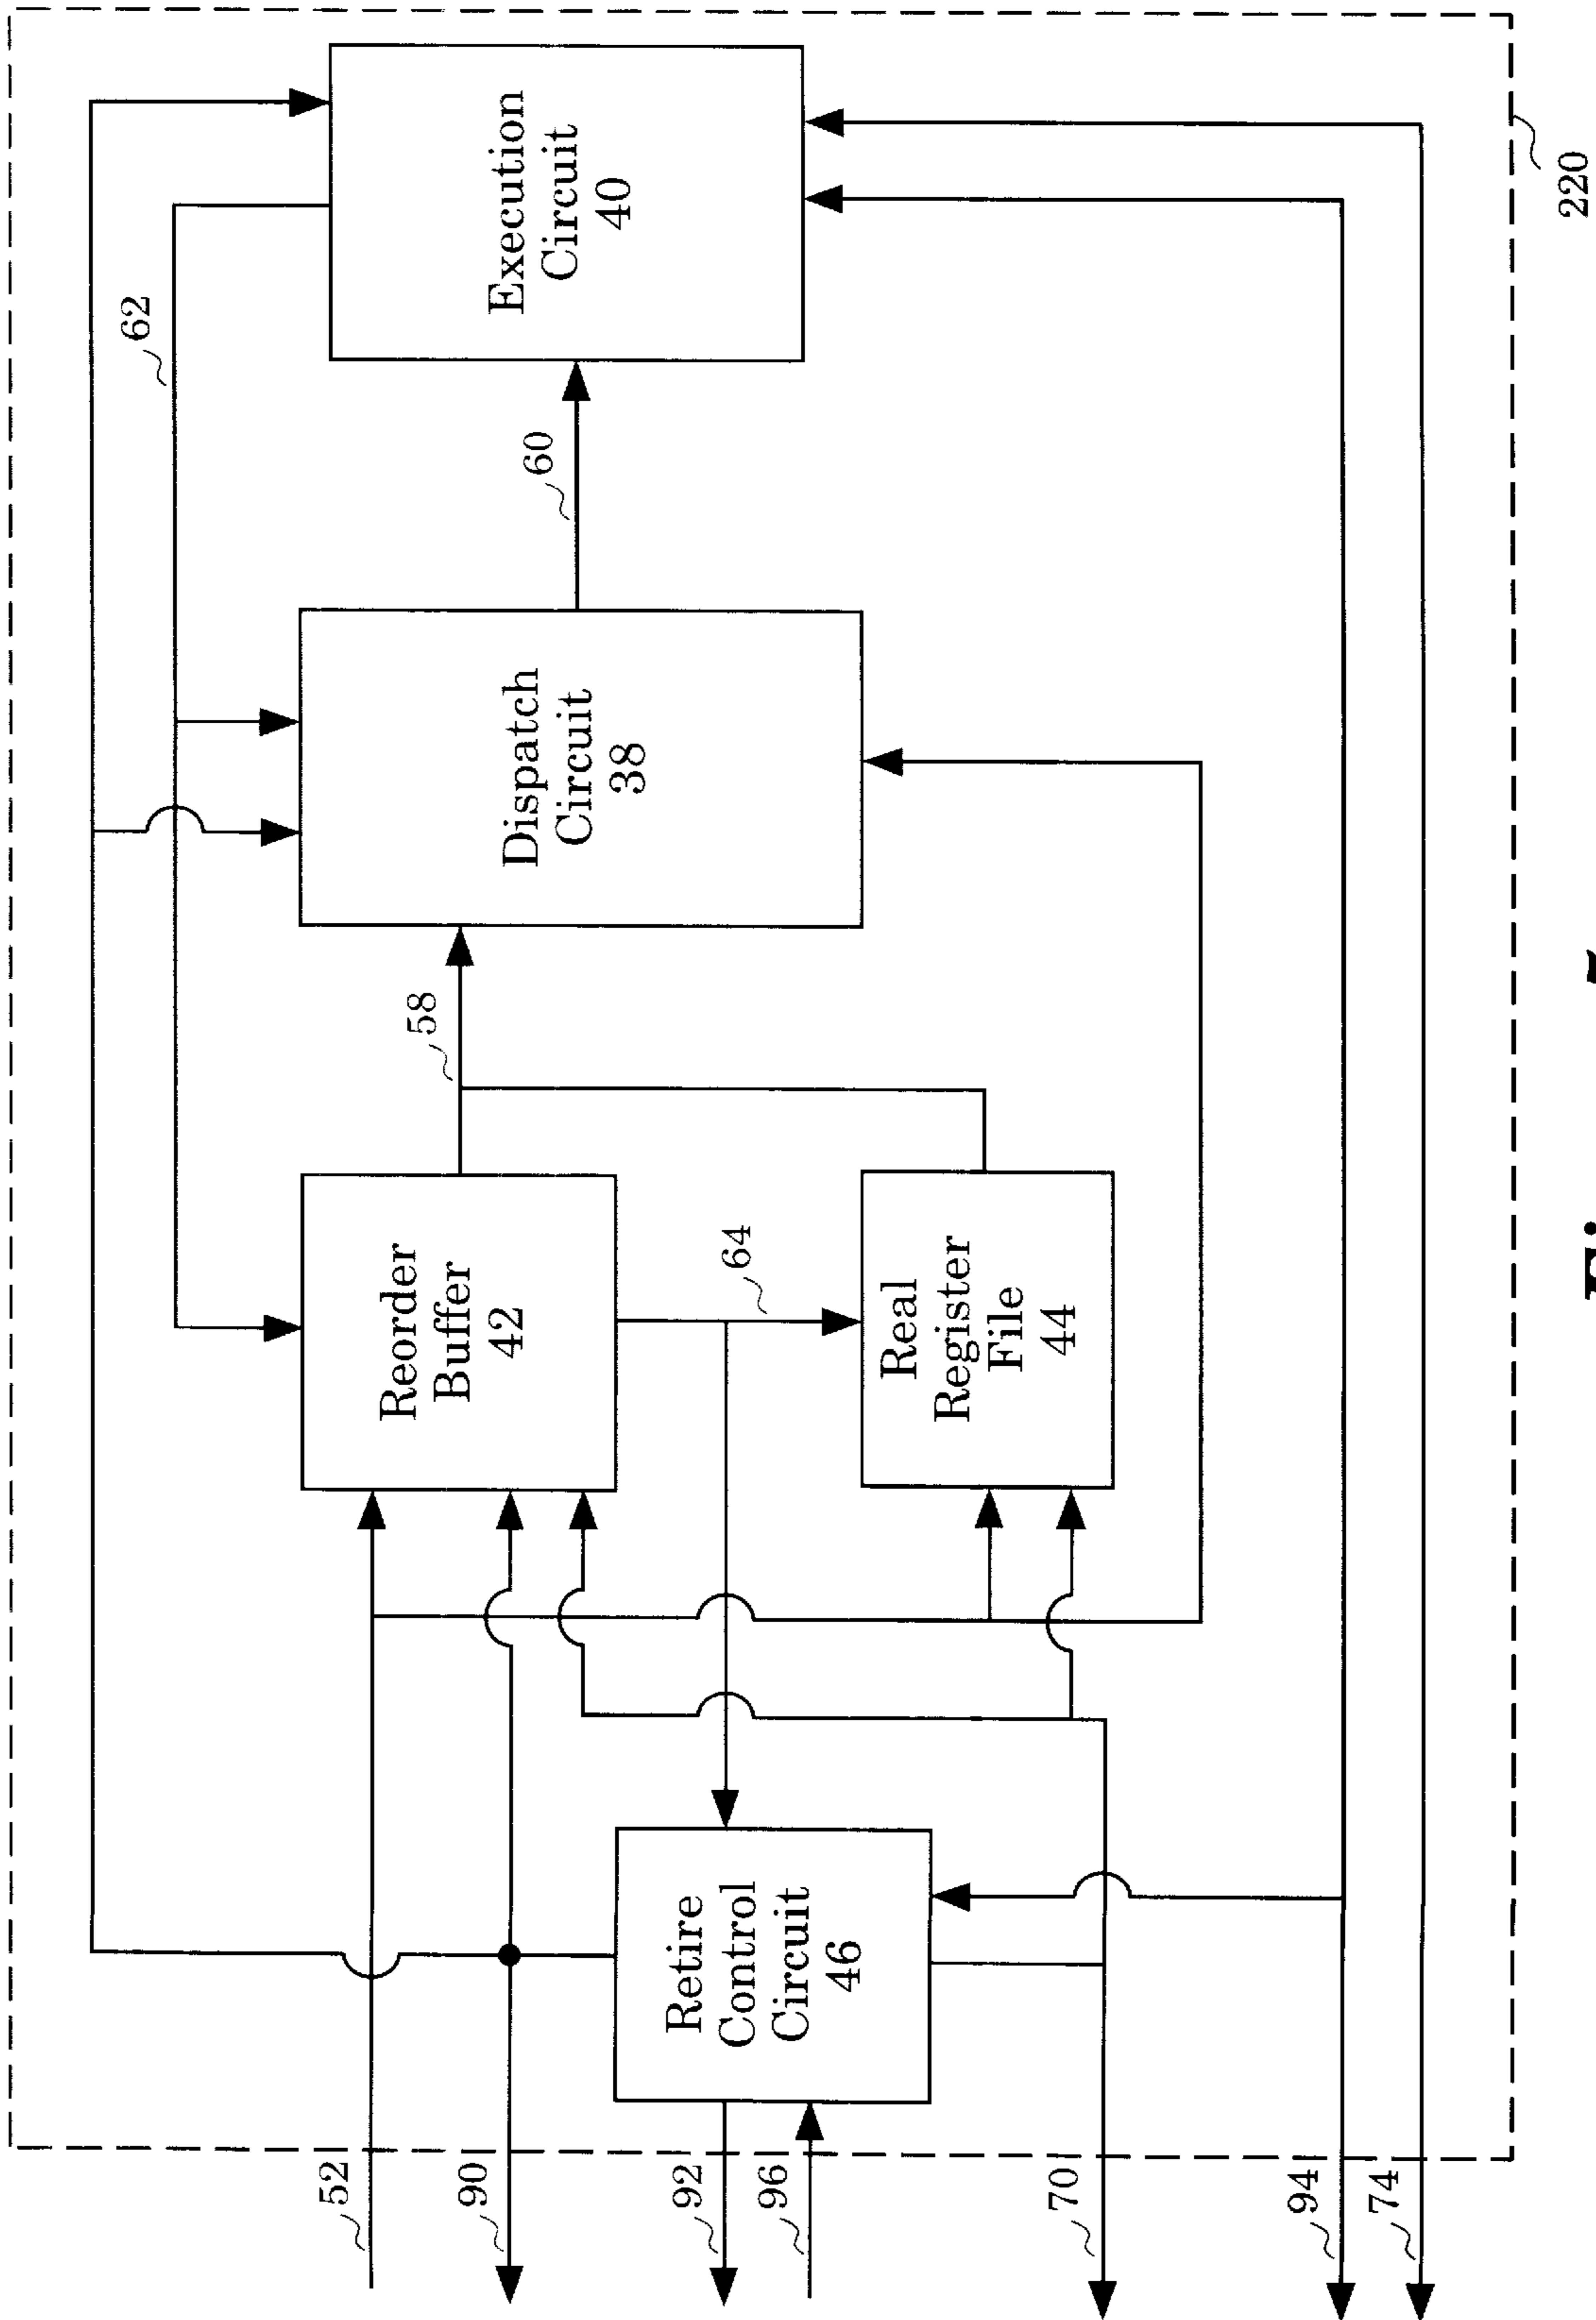 62
Execution
Circuit
40
60
Dispatch
Circuit
38
58
Reorder
Buffer
42
64
Real
Register
File
44
Retire
Control
Circuit
46
52
90
92
96
70
94
74
220